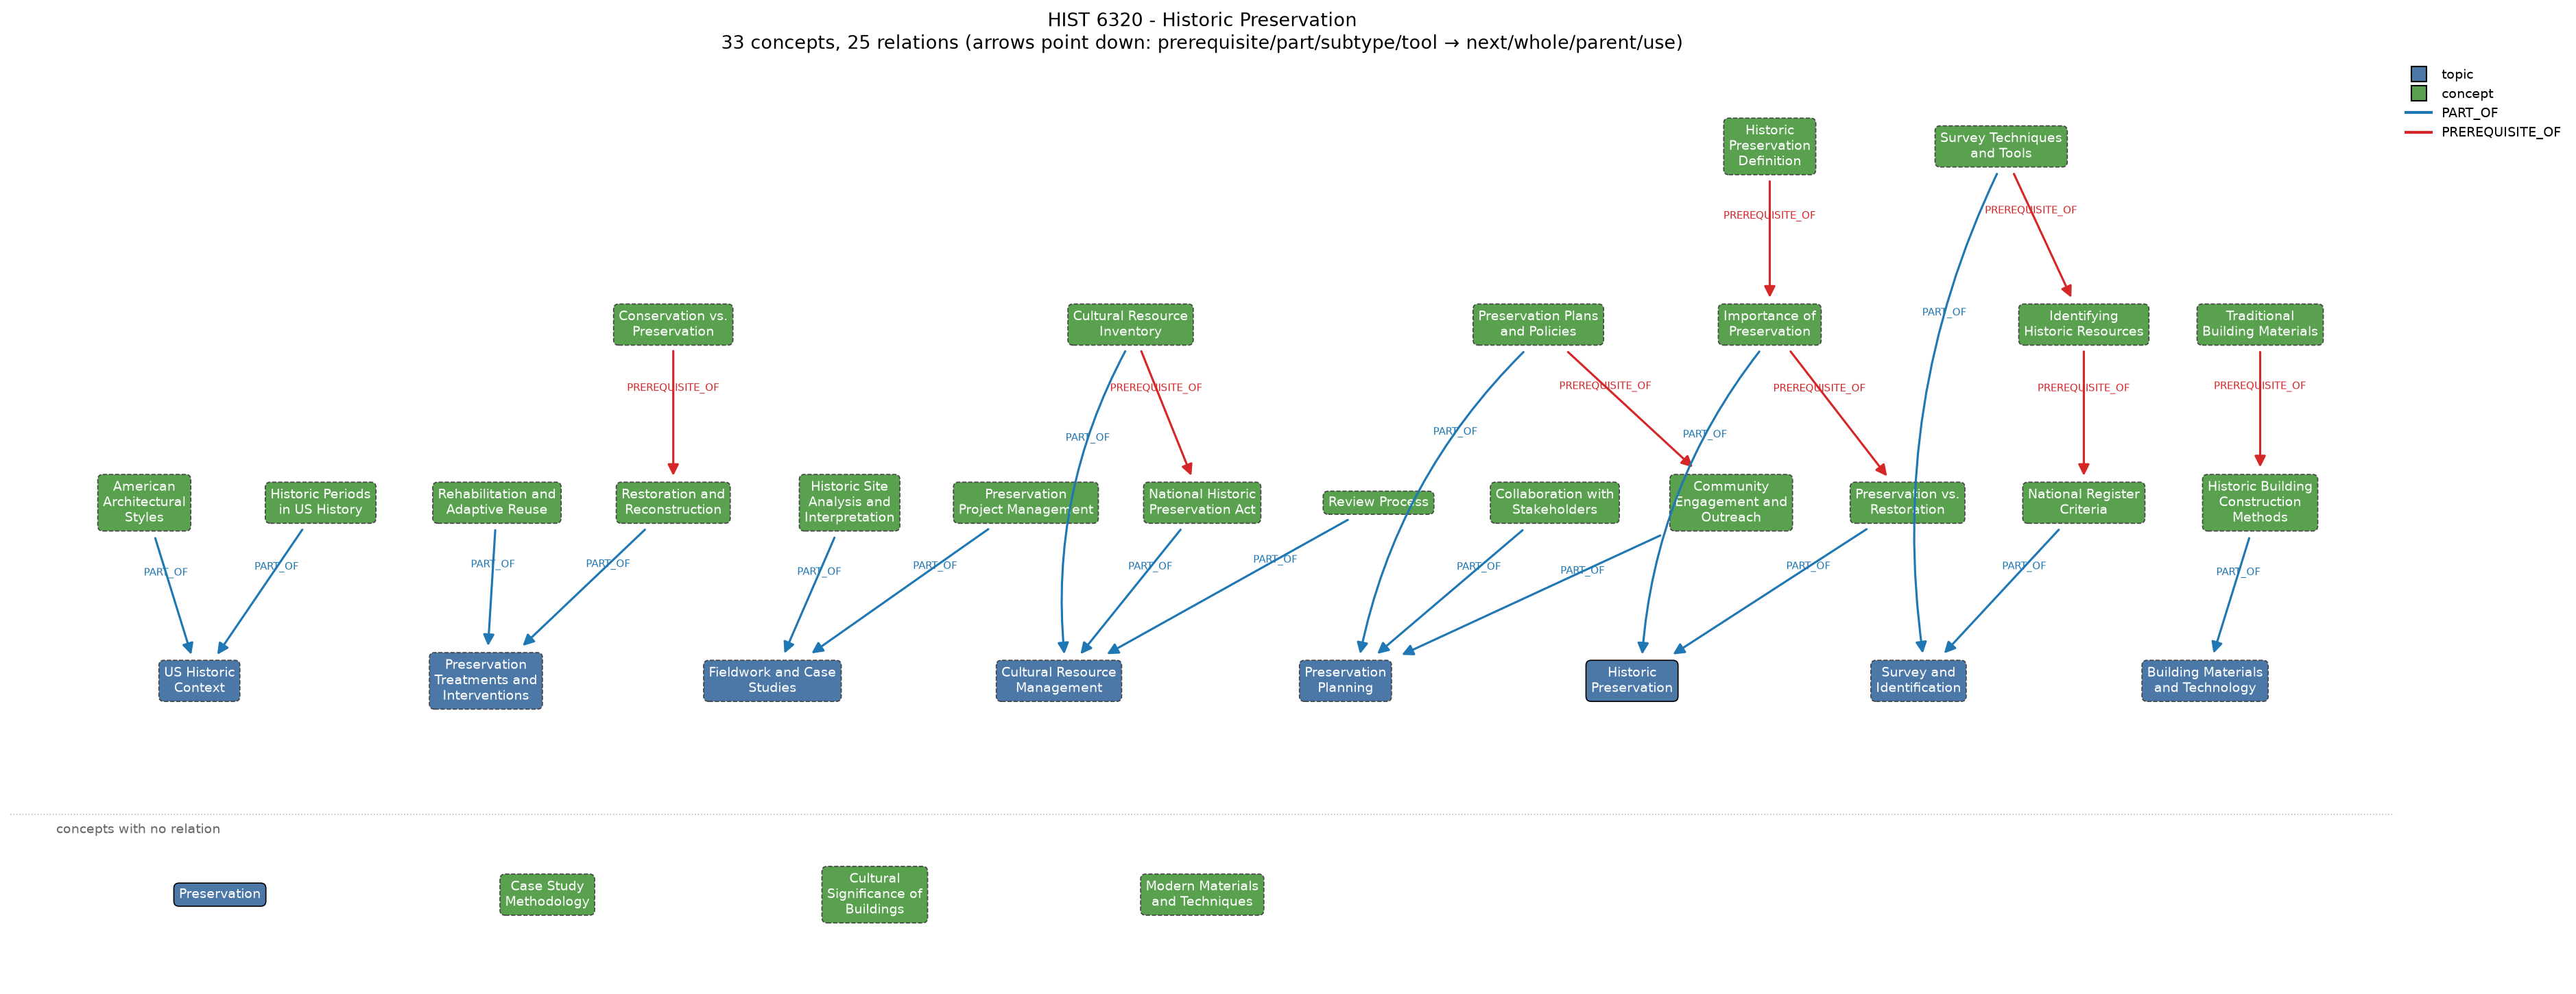 HIST 6320 - Historic Preservation
33 concepts, 25 relations (arrows point down: prerequisite/part/subtype/tool → next/whole/parent/use)
topic
concept
PART_OF
PREREQUISITE_OF
Historic
Preservation
Definition
Survey Techniques
and Tools
PREREQUISITE_OF
PREREQUISITE_OF
Conservation vs.
Preservation
Cultural Resource
Inventory
Preservation Plans
and Policies
Importance of
Preservation
PART_OF
Identifying
Historic Resources
Traditional
Building Materials
PREREQUISITE_OF
PREREQUISITE_OF
PREREQUISITE_OF
PREREQUISITE_OF
PREREQUISITE_OF
PREREQUISITE_OF
PART_OF
PART_OF
PART_OF
American
Architectural
Styles
Historic Periods
in US History
Rehabilitation and
Adaptive Reuse
Restoration and
Reconstruction
Historic Site
Analysis and
Interpretation
Preservation
Project Management
National Historic
Preservation Act
Review Process
Collaboration with
Stakeholders
Community
Engagement and
Outreach
Preservation vs.
Restoration
National Register
Criteria
Historic Building
Construction
Methods
PART_OF
PART_OF
PART_OF
PART_OF
PART_OF
PART_OF
PART_OF
PART_OF
PART_OF
PART_OF
PART_OF
PART_OF
PART_OF
US Historic
Context
Preservation
Treatments and
Interventions
Fieldwork and Case
Studies
Cultural Resource
Management
Preservation
Planning
Historic
Preservation
Survey and
Identification
Building Materials
and Technology
concepts with no relation
Preservation
Case Study
Methodology
Cultural
Significance of
Buildings
Modern Materials
and Techniques